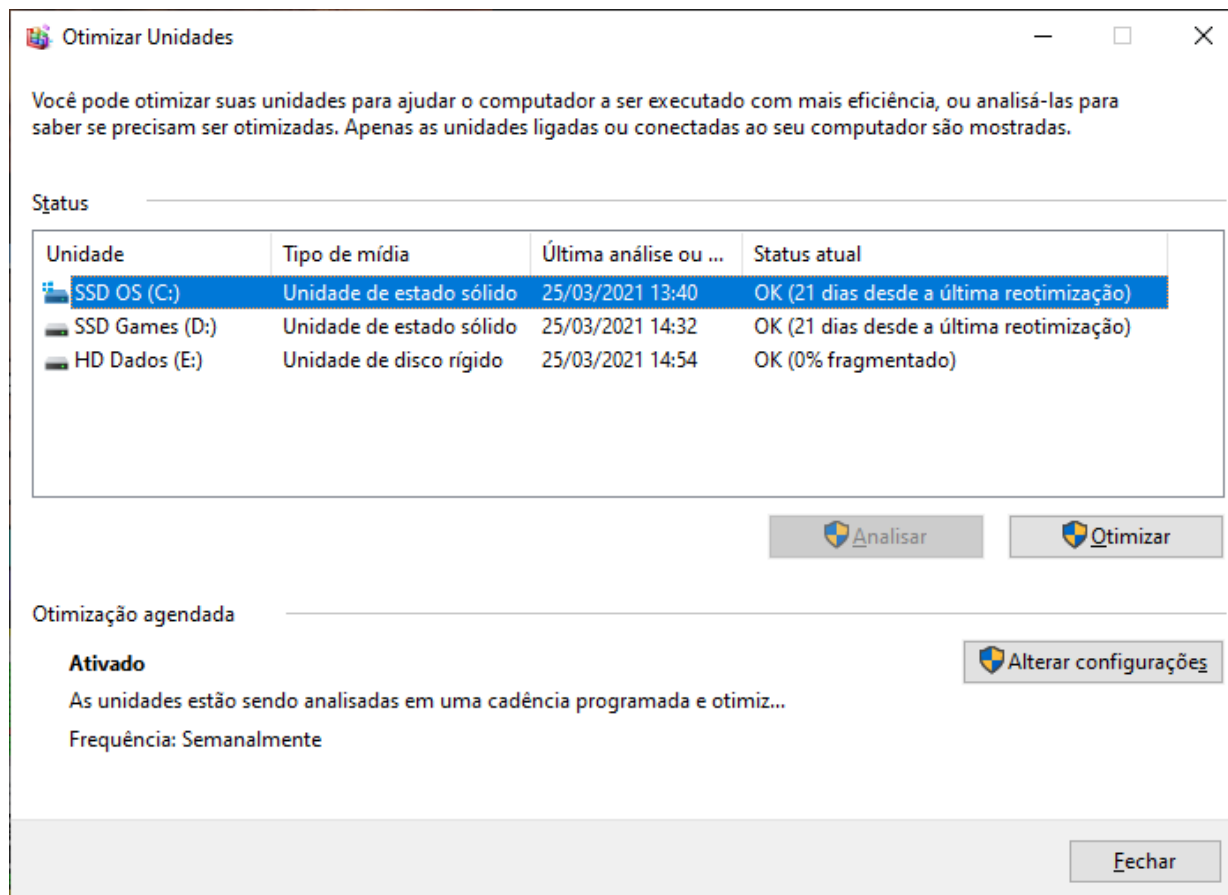 Otimizar Unidades
Você pode otimizar suas unidades para ajudar o computador a ser executado com mais eficiência, ou analisá-las para
saber se precisam ser otimizadas. Apenas as unidades ligadas ou conectadas ao seu computador são mostradas.
Status
Unidade Tipo de mídia Última análise ou ... Status atual
SSD OS (C:) Unidade de estado sólido 25/03/2021 13:40 OK (21 dias desde a última reotimização)
SSD Games (D:) Unidade de estado sólido 25/03/2021 14:32 OK (21 dias desde a última reotimização)
HD Dados (E:) Unidade de disco rígido 25/03/2021 14:54 OK (0% fragmentado)
Analisar Otimizar
Otimização agendada
Ativado Alterar configurações
As unidades estão sendo analisadas em uma cadência programada e otimiz...
Frequência: Semanalmente
Fechar